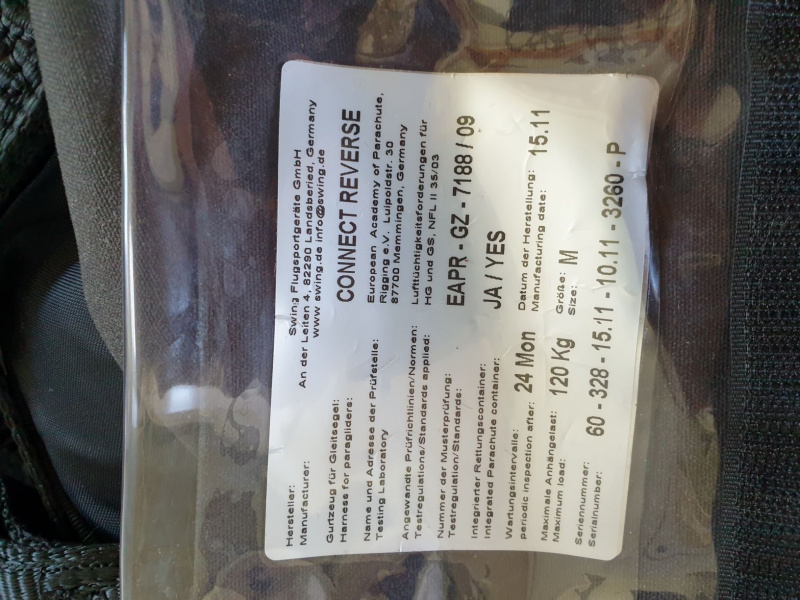 Hersteller: Swing Flugsportgeräte GmbH
Manufacturer: An der Leiten 4, 82290 Landsberied, Germany
www swing.de info@swing.de
Gurtzeug für Gleitsegel: CONNECT REVERSE
Harness for paragliders:
Name und Adresse der Prüfstelle: European Academy of Parachute,
Testing Laboratory Rigging e.V. Luipoldstr. 30
87700 Memmingen, Germany
Angewandte Prüfrichtlinien/Normen: Lufttüchtigkeitsforderungen für
Testregulations/Standards applied: HG und GS, NFL II 35/03
Nummer der Musterprüfung: EAPR - GZ - 7188 / 09
Testregulation/Standards:
Integrierter Rettungscontainer: JA / YES
Integrated Parachute container:
Wartungsintervalle: 24 Mon Datum der Herstellung: 15.11
periodic inspection after: Manufacturing date:
Maximale Anhängelast: 120 Kg Größe: M
Maximum load: Size:
Seriennummer: 60 - 328 - 15.11 - 10.11 - 3260 - P
Serialnumber: